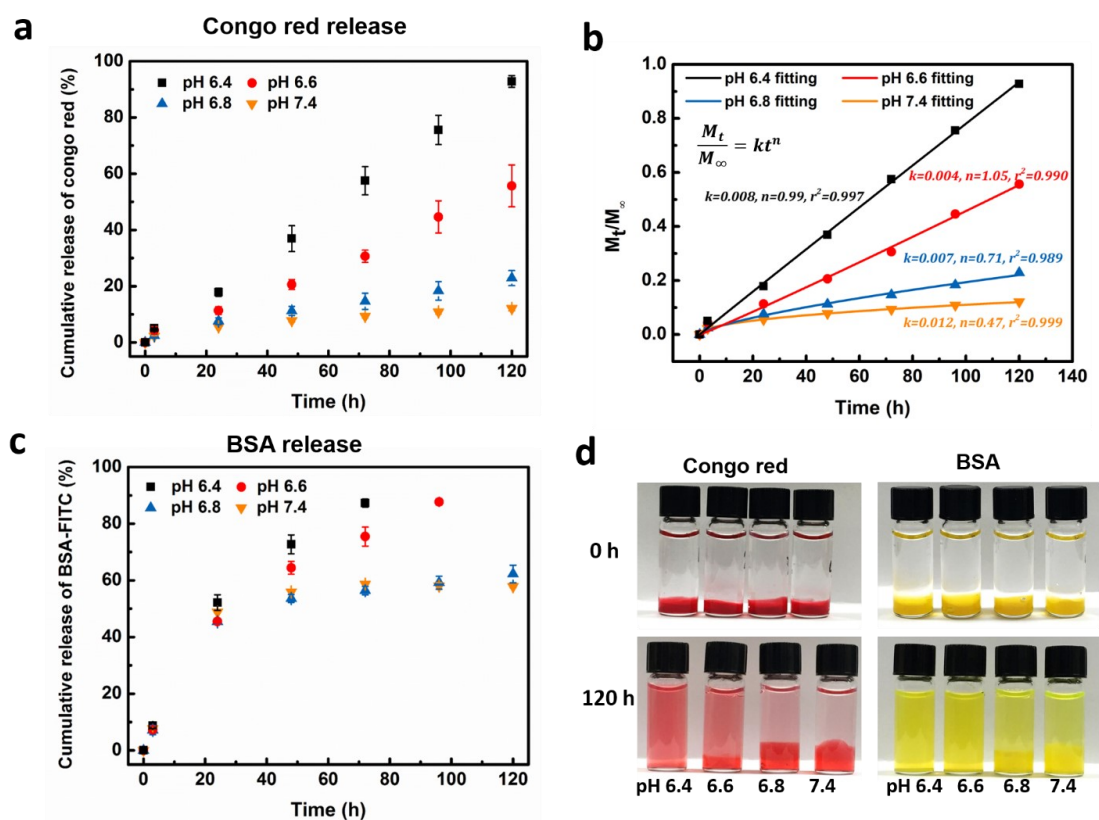 a
Congo red release
Cumulative release of congo red (%)
100
80
60
40
20
0
pH 6.4 pH 6.6
pH 6.8 pH 7.4
0 20 40 60 80 100 120
Time (h)
b
Mt/M∞
1.0
0.8
0.6
0.4
0.2
0.0
pH 6.4 fitting pH 6.6 fitting
pH 6.8 fitting pH 7.4 fitting
Mt/M∞ = kt^n
k=0.008, n=0.99, r²=0.997
k=0.004, n=1.05, r²=0.990
k=0.007, n=0.71, r²=0.989
k=0.012, n=0.47, r²=0.999
0 20 40 60 80 100 120 140
Time (h)
c
BSA release
Cumulative release of BSA-FITC (%)
100
80
60
40
20
0
pH 6.4 pH 6.6
pH 6.8 pH 7.4
0 20 40 60 80 100 120
Time (h)
d
Congo red BSA
0 h
120 h
pH 6.4 6.6 6.8 7.4 pH 6.4 6.6 6.8 7.4